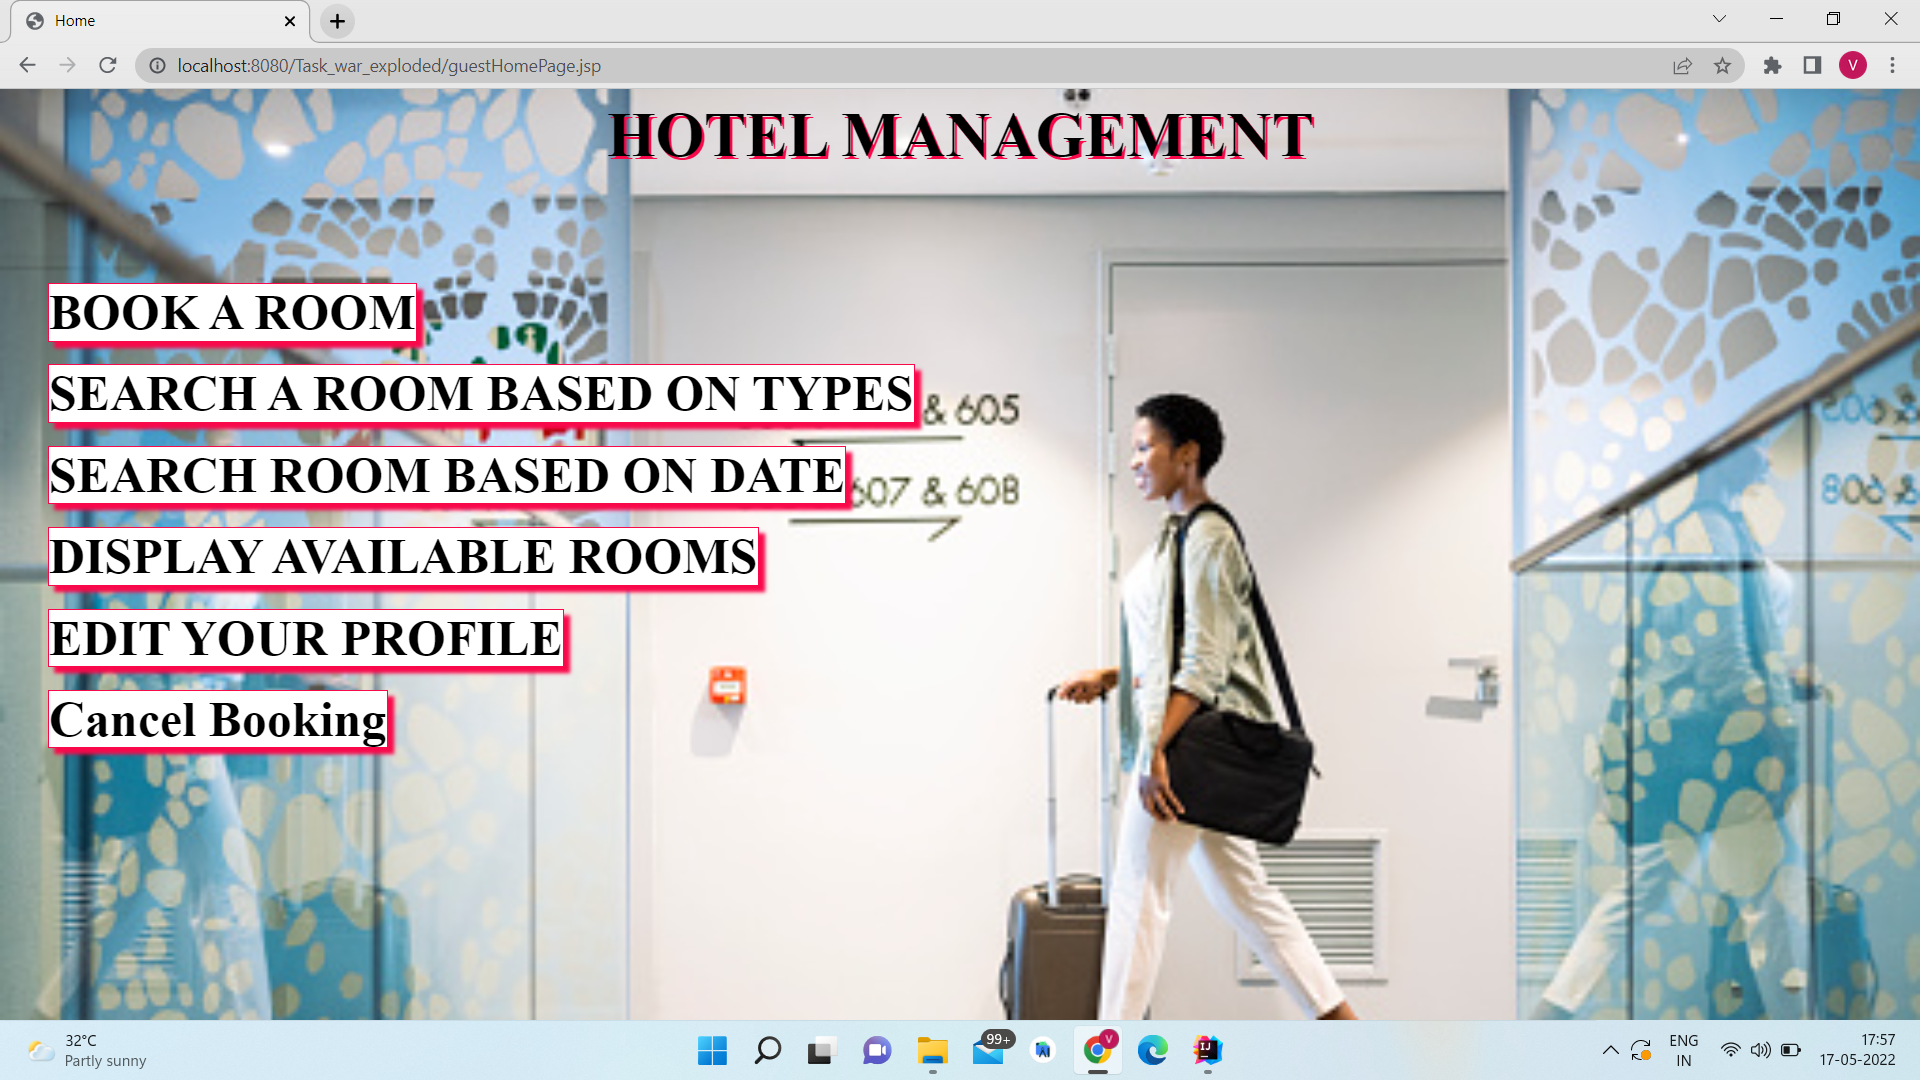 Home
localhost:8080/Task_war_exploded/guestHomePage.jsp
V
HOTEL MANAGEMENT
BOOK A ROOM
SEARCH A ROOM BASED ON TYPES
& 605
SEARCH ROOM BASED ON DATE
607 & 608
DISPLAY AVAILABLE ROOMS
EDIT YOUR PROFILE
Cancel Booking
32°C
Partly sunny
99+
V
IJ
ENG
IN
17:57
17-05-2022